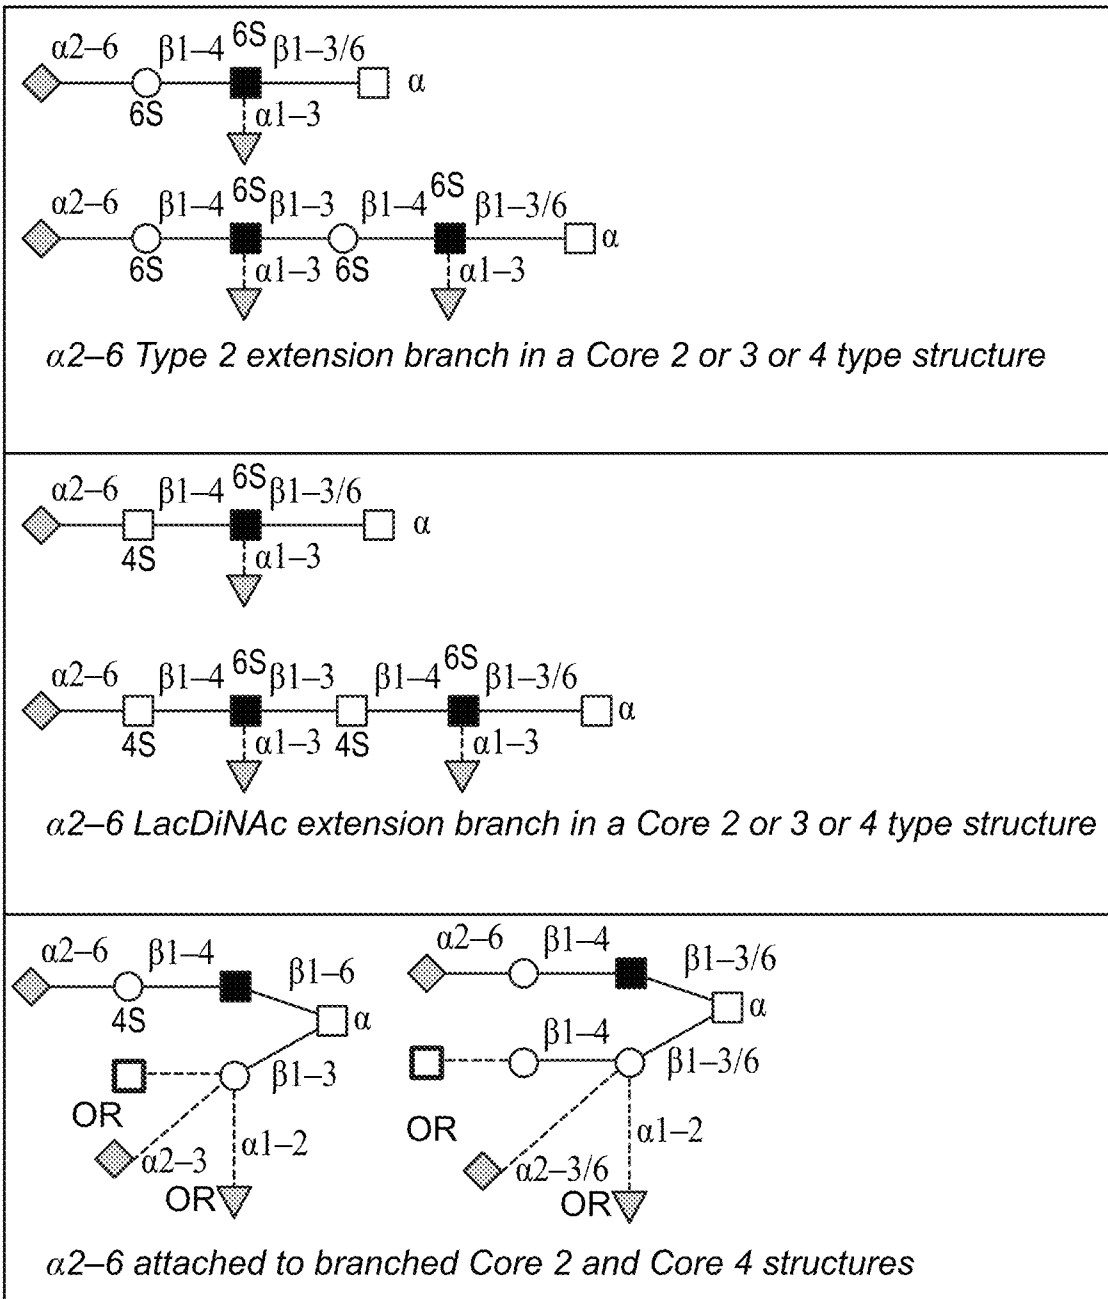 α2–6 β1–4 6S β1–3/6
α
6S
α1–3
α2–6 β1–4 6S β1–3 β1–4 6S β1–3/6
α
6S α1–3 6S α1–3
α2–6 Type 2 extension branch in a Core 2 or 3 or 4 type structure
α2–6 β1–4 6S β1–3/6
α
4S α1–3
α2–6 β1–4 6S β1–3 β1–4 6S β1–3/6
α
4S α1–3 4S α1–3
α2–6 LacDiNAc extension branch in a Core 2 or 3 or 4 type structure
α2–6 β1–4 β1–6
α
4S
β1–3
OR
α2–3 α1–2
OR
α2–6 β1–4 β1–3/6
α
β1–4 β1–3/6
OR
α2–3/6 α1–2
OR
α2–6 attached to branched Core 2 and Core 4 structures